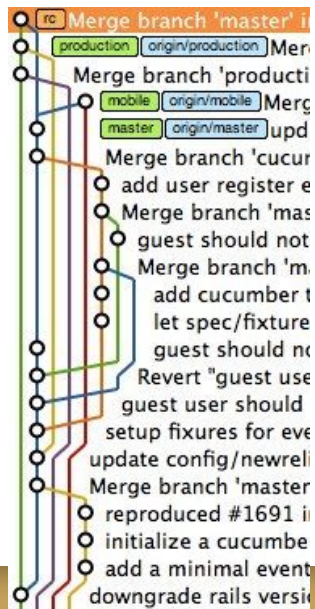 rc Merge branch 'master' i
production origin/production Mer
Merge branch 'producti
mobile origin/mobile Merg
master origin/master upd
Merge branch 'cucur
add user register e
Merge branch 'mas
guest should not
Merge branch 'ma
add cucumber t
let spec/fixture
guest should no
Revert "guest use
guest user should
setup fixures for eve
update config/newreli
Merge branch 'master
reproduced #1691 i
initialize a cucumbe
add a minimal event
downgrade rails versi